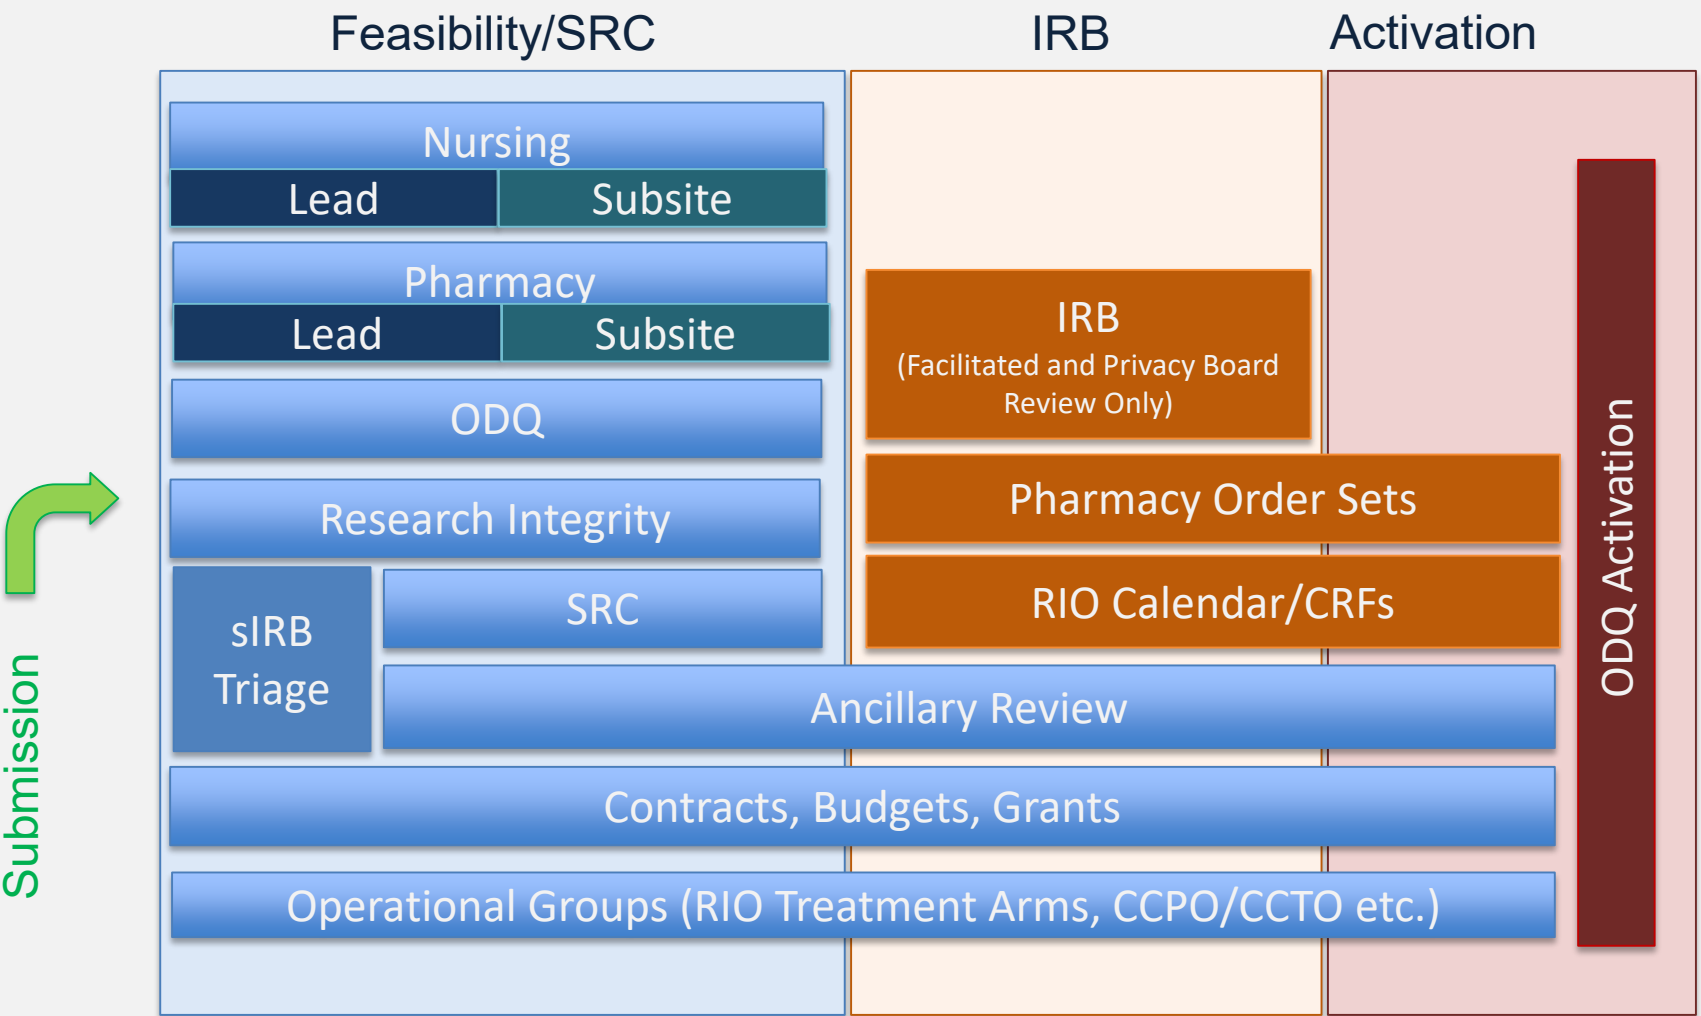 Feasibility/SRC
IRB
Activation
Nursing
Lead
Subsite
Pharmacy
Lead
Subsite
ODQ
Research Integrity
sIRB
Triage
SRC
IRB
(Facilitated and Privacy Board
Review Only)
Pharmacy Order Sets
RIO Calendar/CRFs
Ancillary Review
Contracts, Budgets, Grants
Operational Groups (RIO Treatment Arms, CCPO/CCTO etc.)
ODQ Activation
Submission